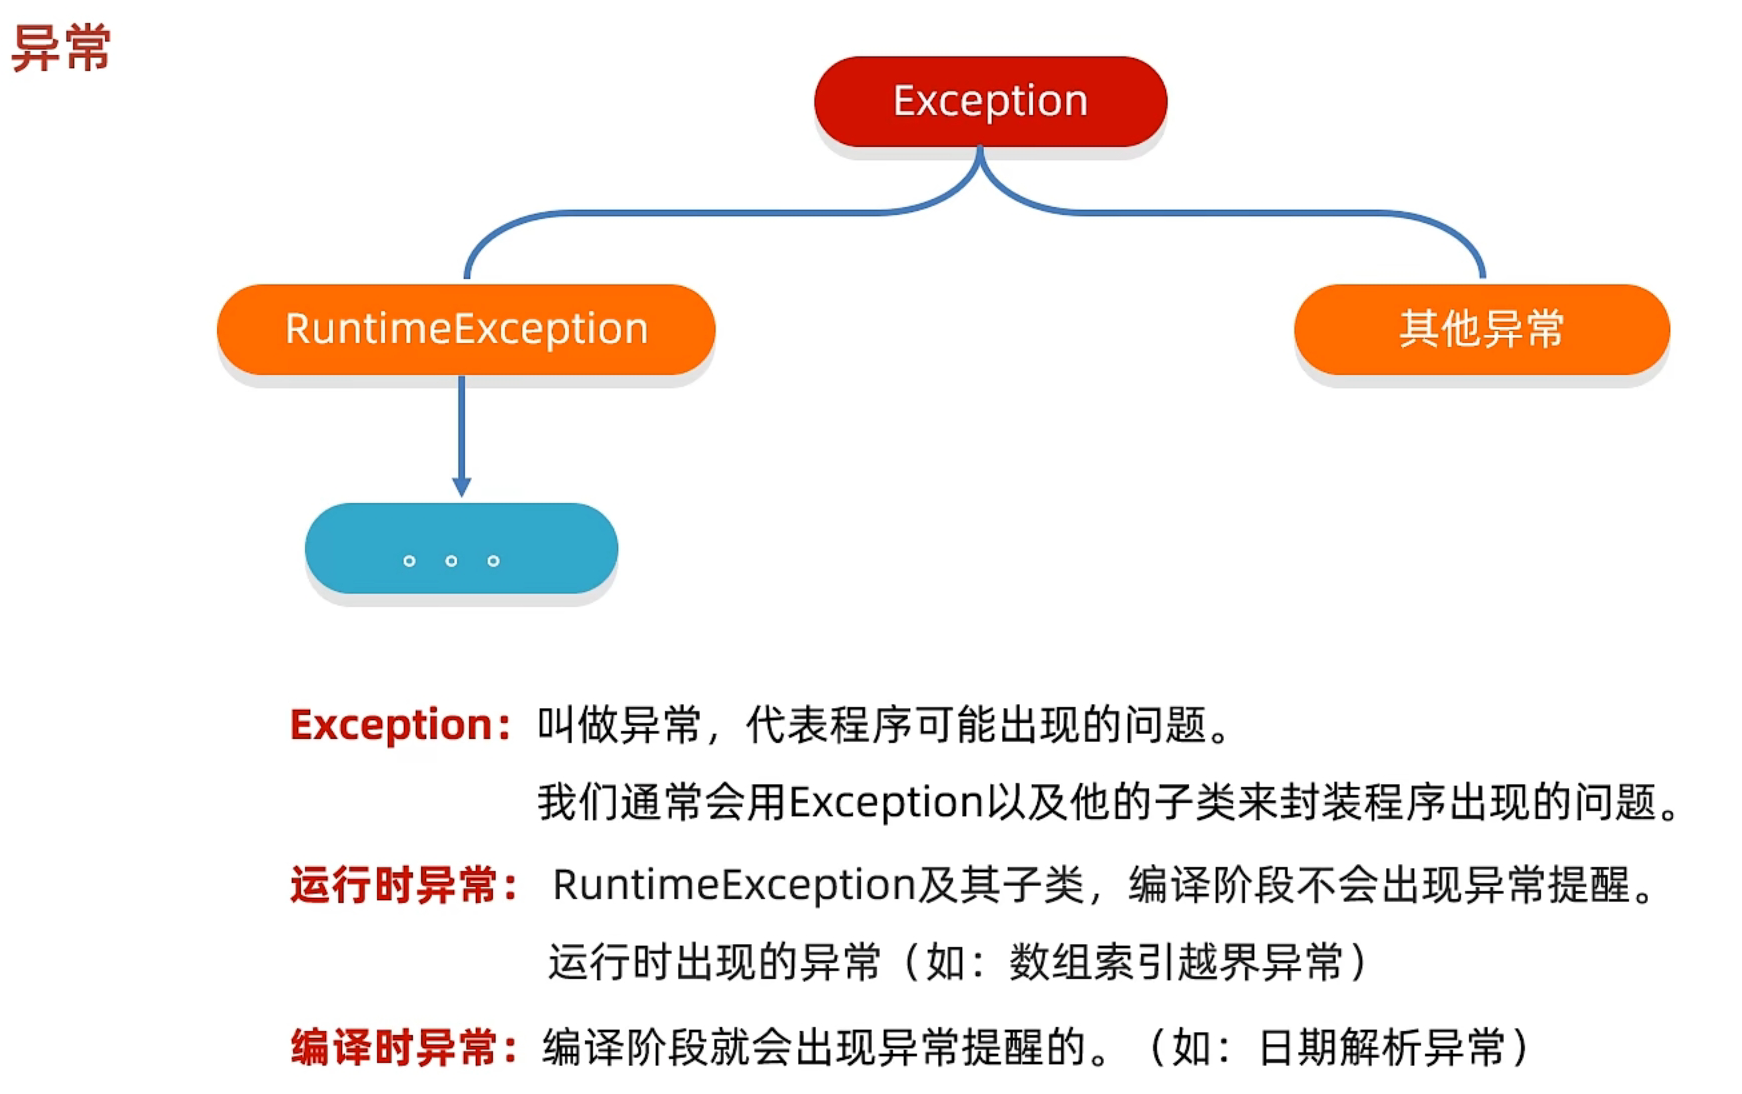 异常
Exception
RuntimeException
其他异常
。。。
Exception：叫做异常，代表程序可能出现的问题。
我们通常会用Exception以及他的子类来封装程序出现的问题。
运行时异常： RuntimeException及其子类，编译阶段不会出现异常提醒。
运行时出现的异常（如：数组索引越界异常）
编译时异常：编译阶段就会出现异常提醒的。（如：日期解析异常）